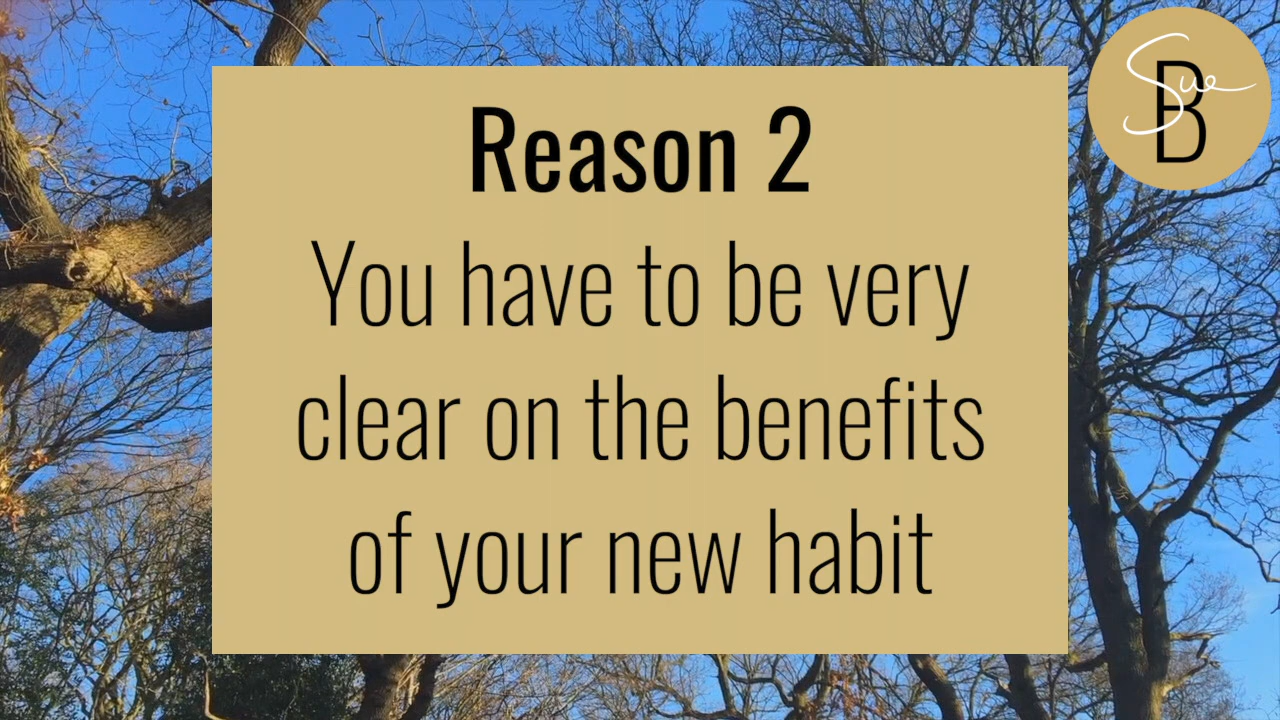 Reason 2
You have to be very
clear on the benefits
of your new habit
Sue
B